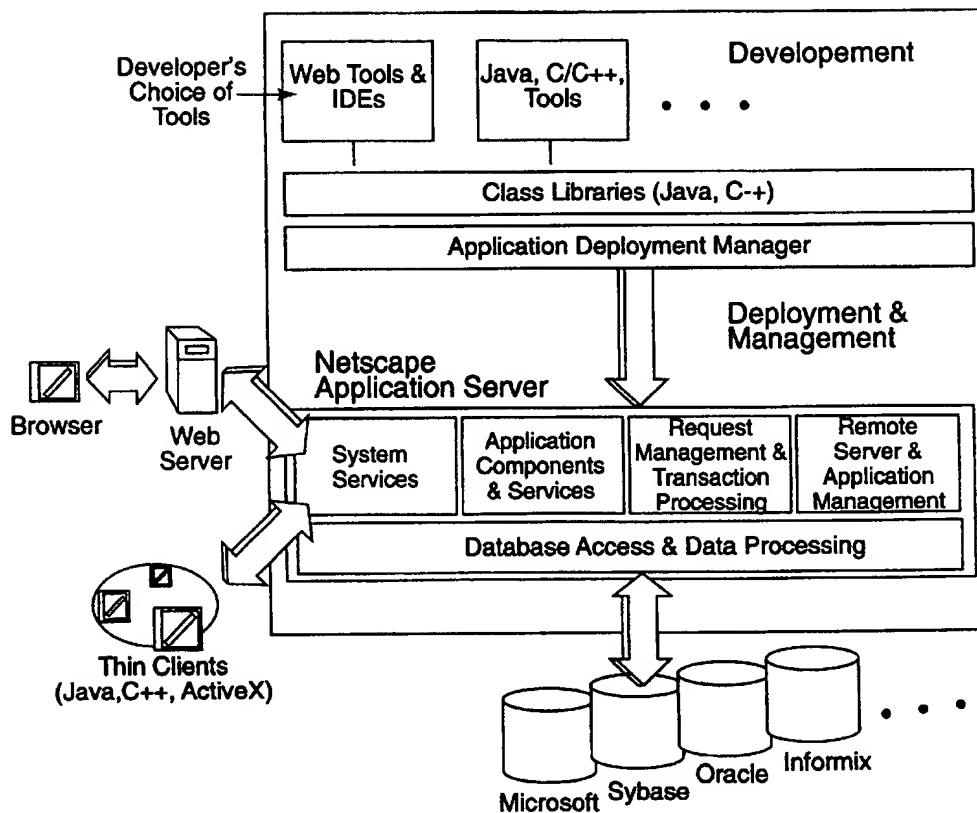 Developement
Developer's
Choice of
Tools
Web Tools &
IDEs
Java, C/C++,
Tools
Class Libraries (Java, C-+)
Application Deployment Manager
Deployment &
Management
Netscape
Application Server
Browser
Web
Server
System
Services
Application
Components
& Services
Request
Management &
Transaction
Processing
Remote
Server &
Application
Management
Database Access & Data Processing
Thin Clients
(Java,C++, ActiveX)
Microsoft
Sybase
Oracle
Informix